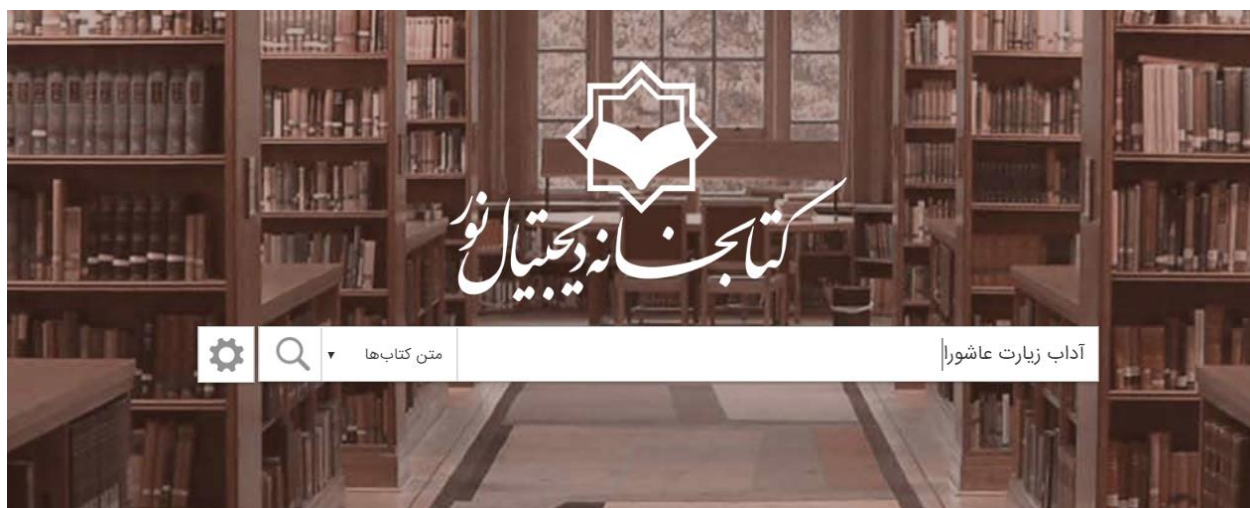 کتابخانه دیجیتال نور
آداب زیارت عاشورا
متن کتاب‌ها